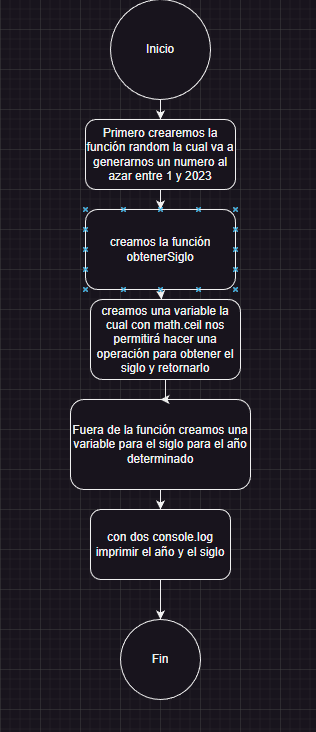 Inicio
Primero crearemos la
función random la cual va a
generarnos un numero al
azar entre 1 y 2023
creamos la función
obtenerSiglo
creamos una variable la
cual con math.ceil nos
permitirá hacer una
operación para obtener el
siglo y retornarlo
Fuera de la función creamos una
variable para el siglo para el año
determinado
con dos console.log
imprimir el año y el siglo
Fin